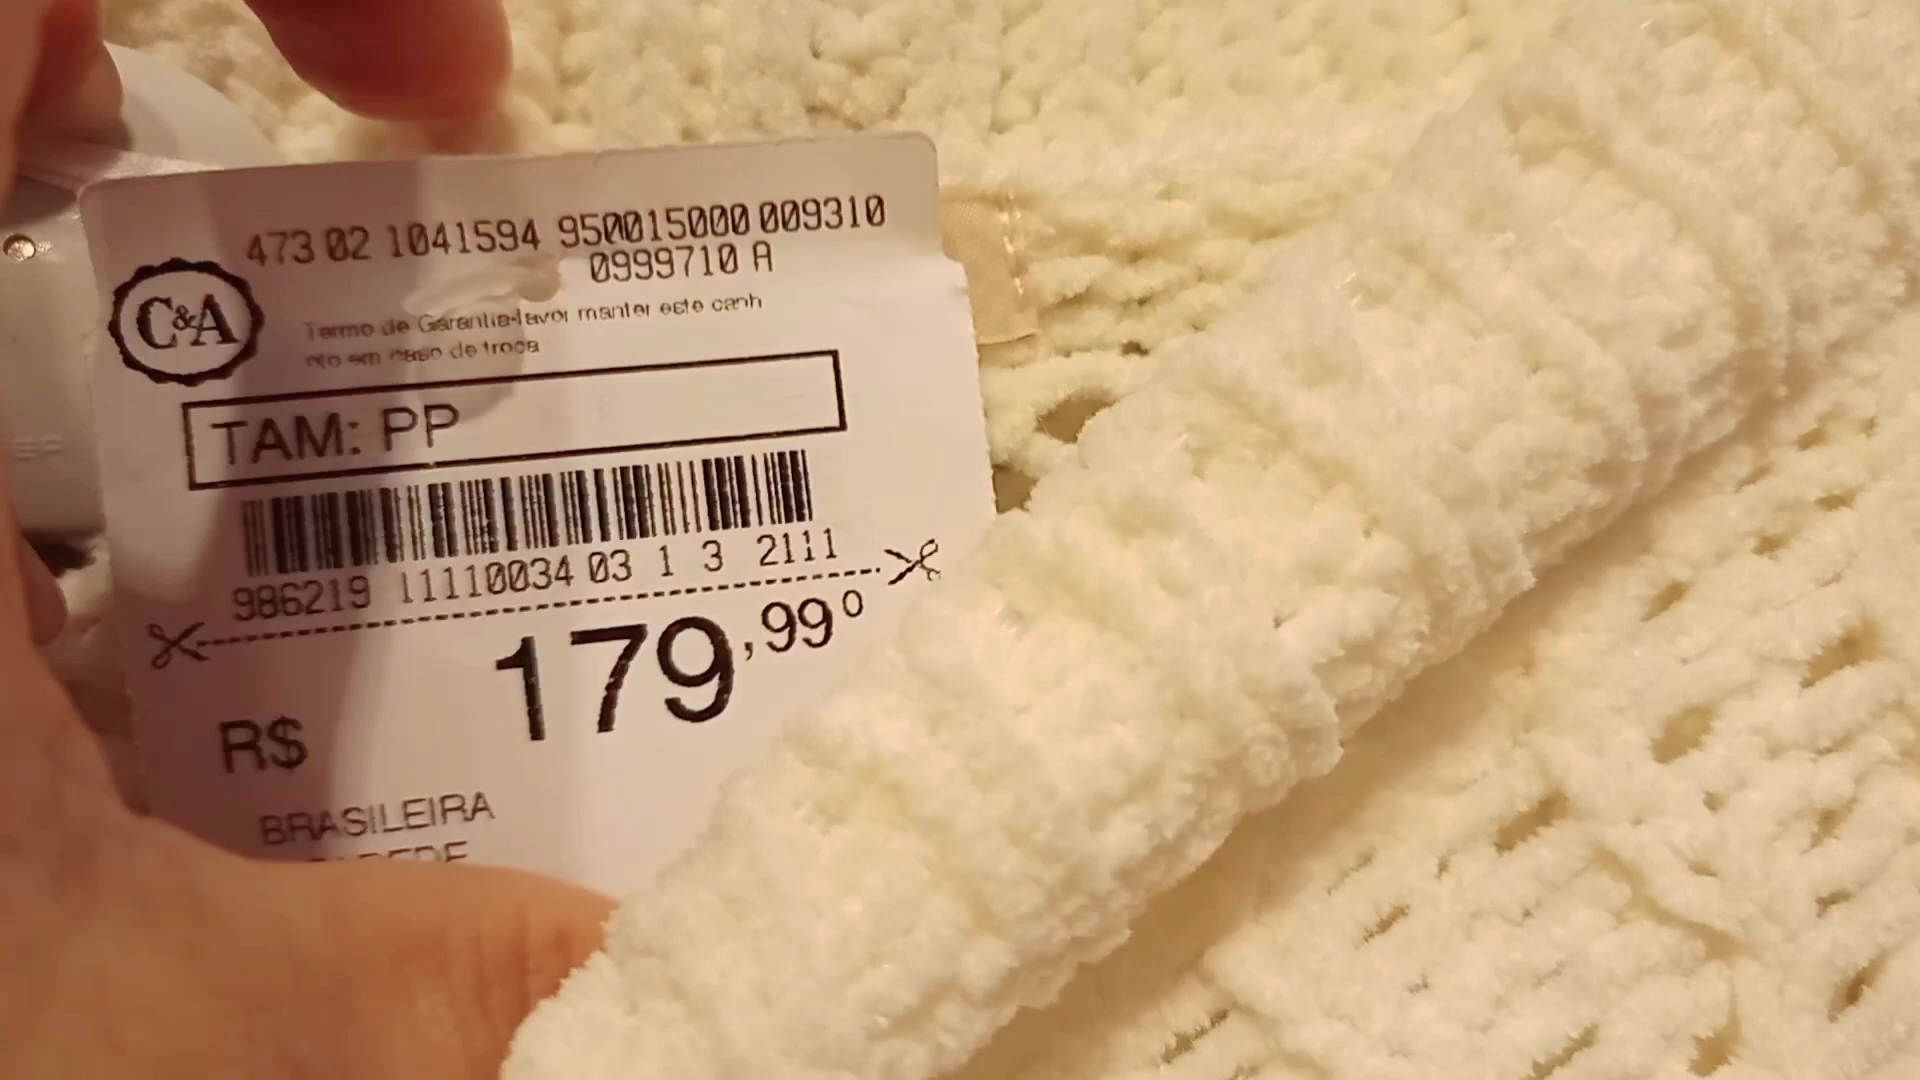 473 02 1041594 950015000 009310
0999710 A
C&A
Termo de Garantia-favor manter este canh
oto em caso de troca
TAM: PP
986219 11110034 03 1 3 2111
179,99⁰
R$
BRASILEIRA